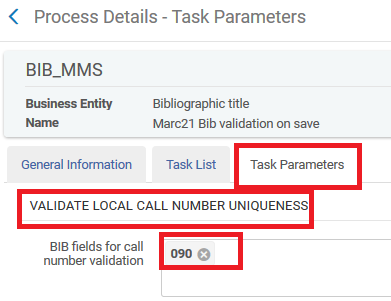 Process Details - Task Parameters
BIB_MMS
Business Entity Bibliographic title
Name Marc21 Bib validation on save
General Information Task List Task Parameters
VALIDATE LOCAL CALL NUMBER UNIQUENESS
BIB fields for call 090
number validation